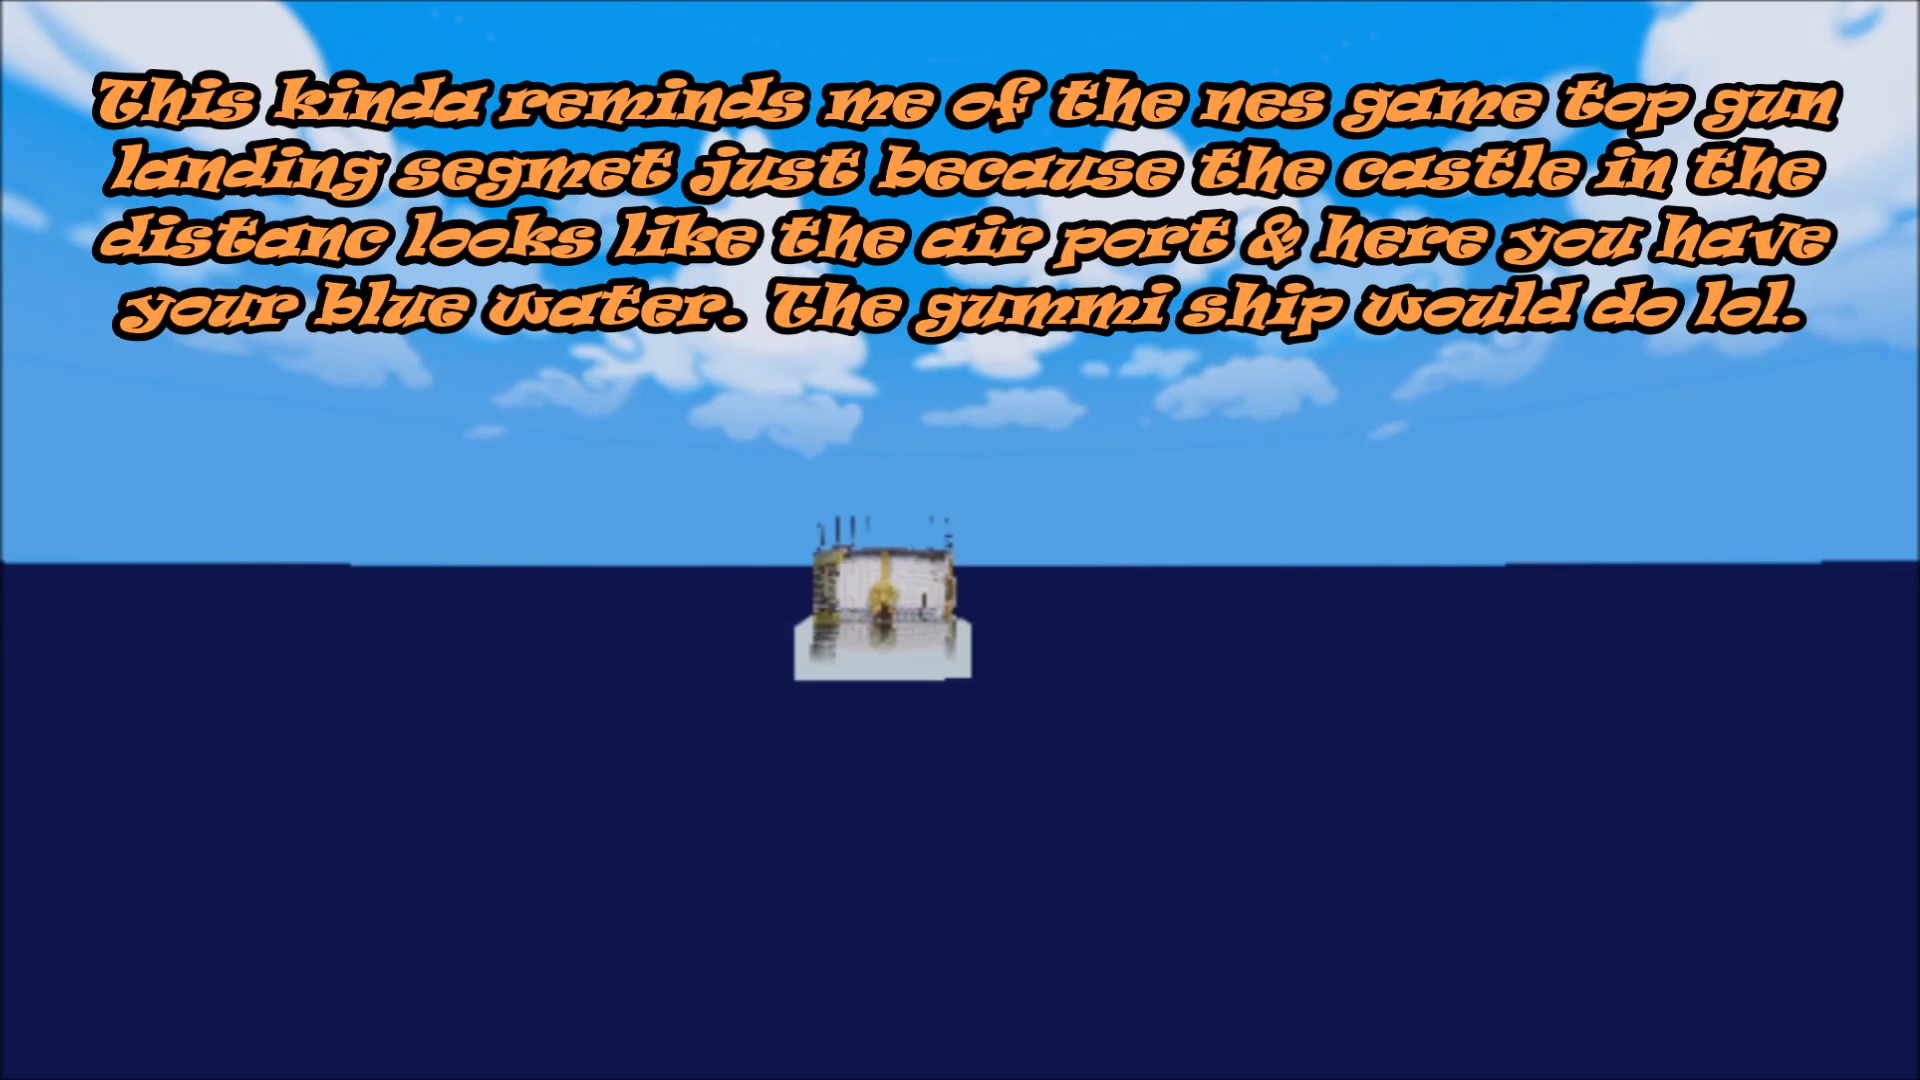 This kinda reminds me of the nes game top gun
landing segmet just because the castle in the
distanc looks like the air port & here you have
your blue water. The gummi ship would do lol.